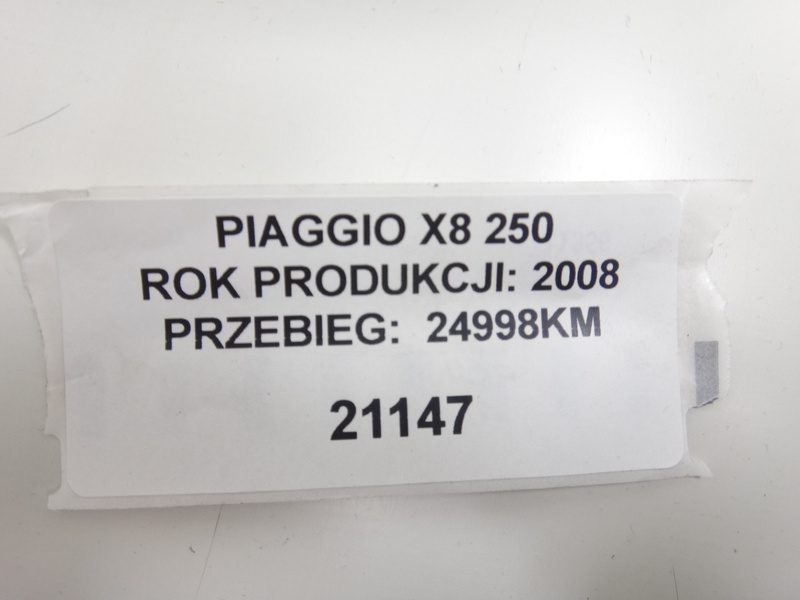 PIAGGIO X8 250
ROK PRODUKCJI: 2008
PRZEBIEG: 24998KM
21147